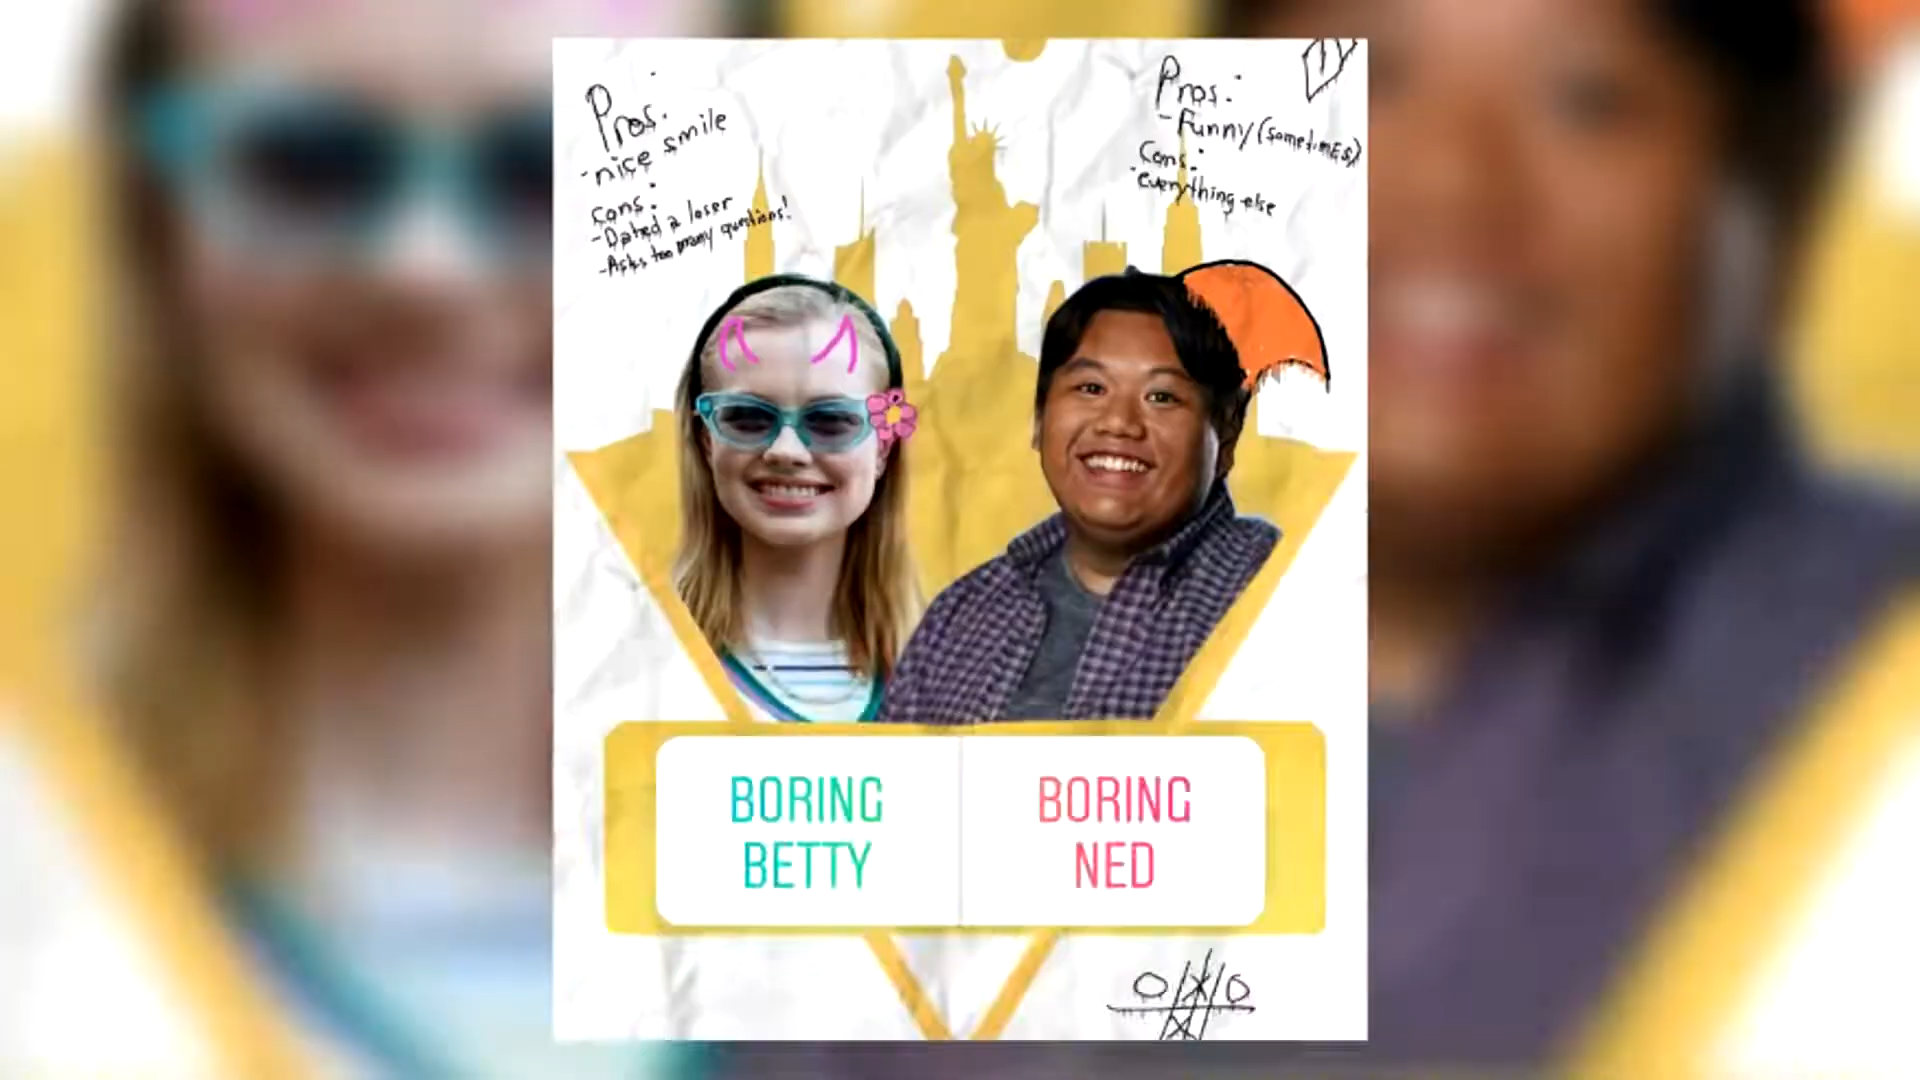 Pros:
-nice smile
cons:
-Dated a loser
-Asks too many questions!
Pros:
-Funny (sometimes)
Cons:
-everything else
BORING
BETTY
BORING
NED
O X O
X